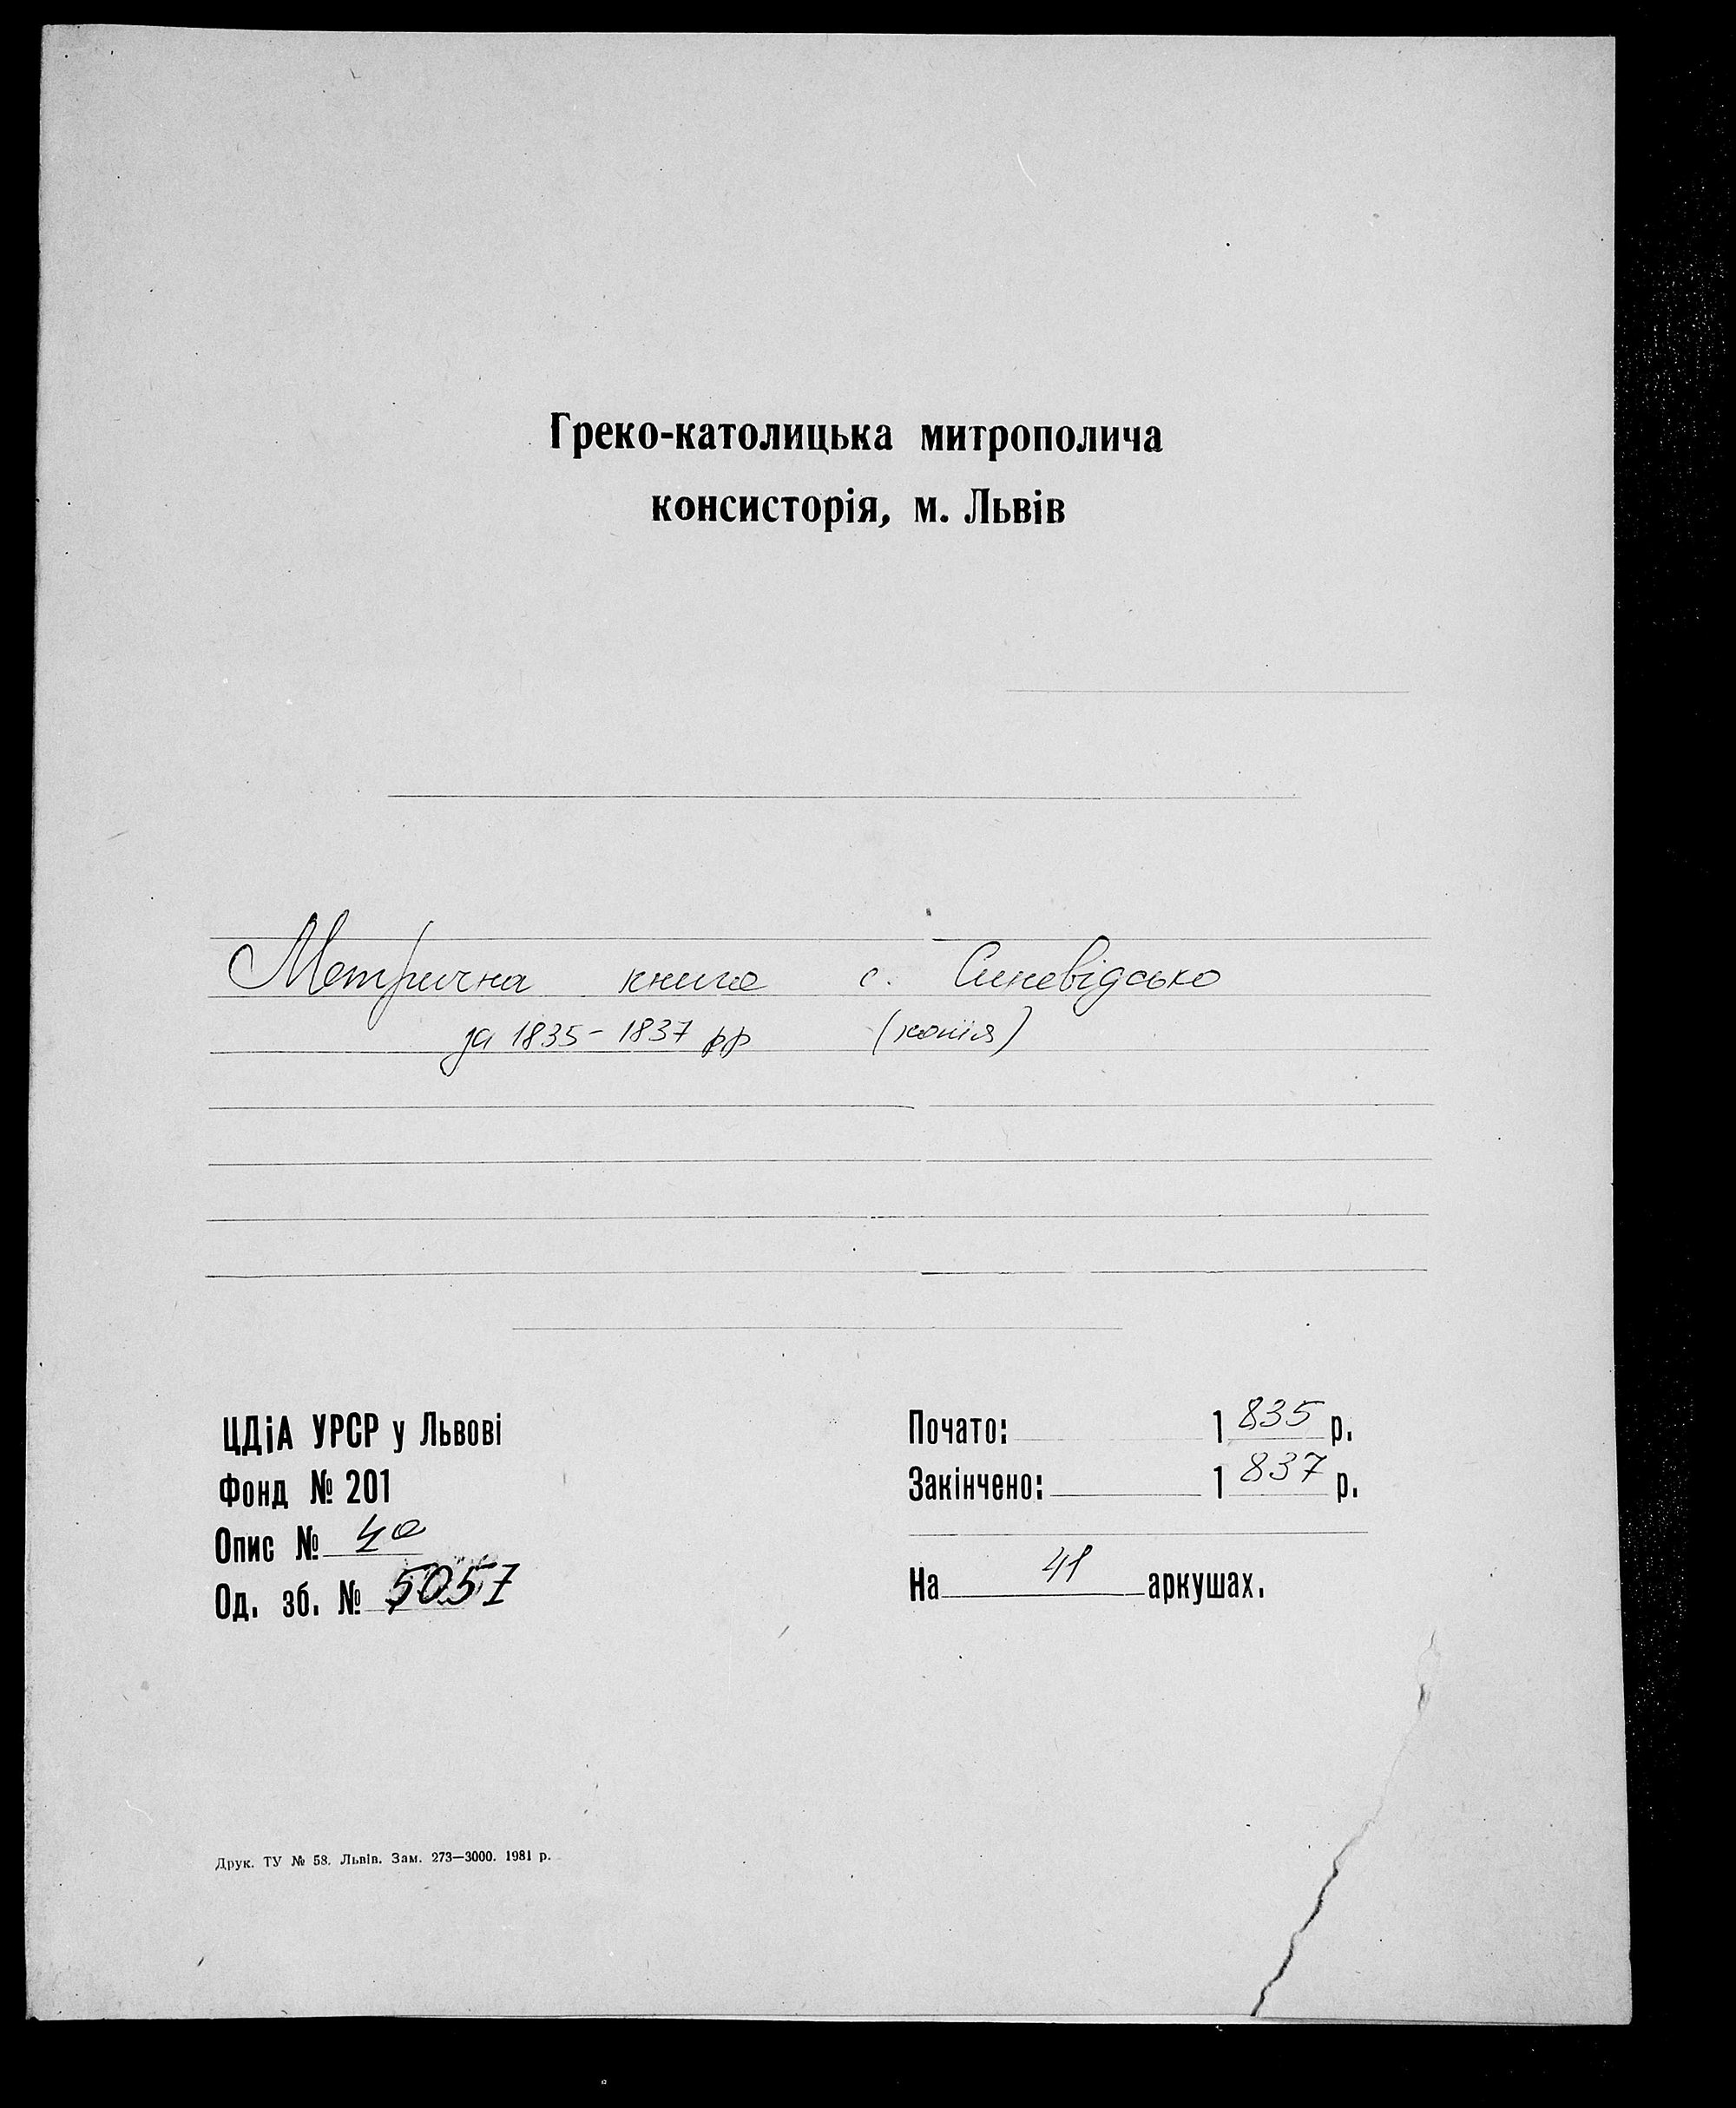 Греко-католицька митрополича
консисторія, м. Львів
Метрична книга с. Синевідсько
за 1835-1837 рр (копія)
ЦДіА УРСР у Львові
Фонд № 201
Опис № 4а
Од. зб. № 5057
Почато: 1835 р.
Закінчено: 1837 р.
На 41 аркушах.
Друк. ТУ № 58. Львів. Зам. 273—3000. 1981 р.